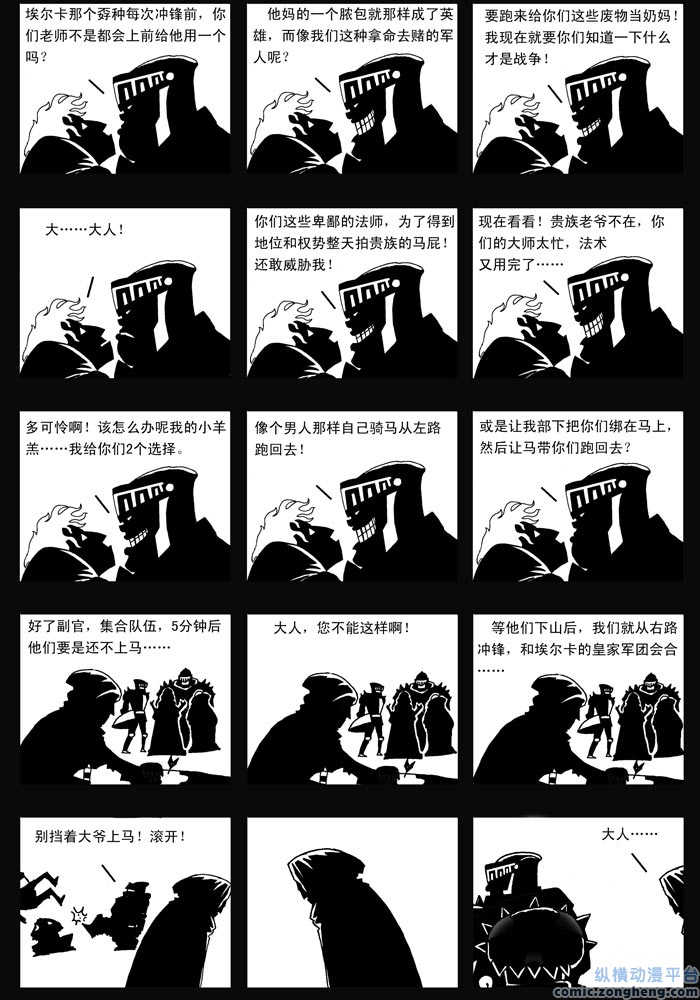 埃尔卡那个孬种每次冲锋前，你
们老师不是都会上前给他用一个
吗？
他妈的一个脓包就那样成了英
雄，而像我们这种拿命去赌的军
人呢？
要跑来给你们这些废物当奶妈！
我现在就要你们知道一下什么
才是战争！
大……大人！
你们这些卑鄙的法师，为了得到
地位和权势整天拍贵族的马屁！
还敢威胁我！
现在看看！贵族老爷不在，你
们的大师太忙，法术
又用完了……
多可怜啊！该怎么办呢我的小羊
羔……我给你们2个选择。
像个男人那样自己骑马从左路
跑回去！
或是让我部下把你们绑在马上，
然后让马带你们跑回去？
好了副官，集合队伍，5分钟后
他们要是还不上马……
大人，您不能这样啊！
等他们下山后，我们就从右路
冲锋，和埃尔卡的皇家军团会合
……
别挡着大爷上马！滚开！
大人……
纵横动漫平台
comic.zongheng.com